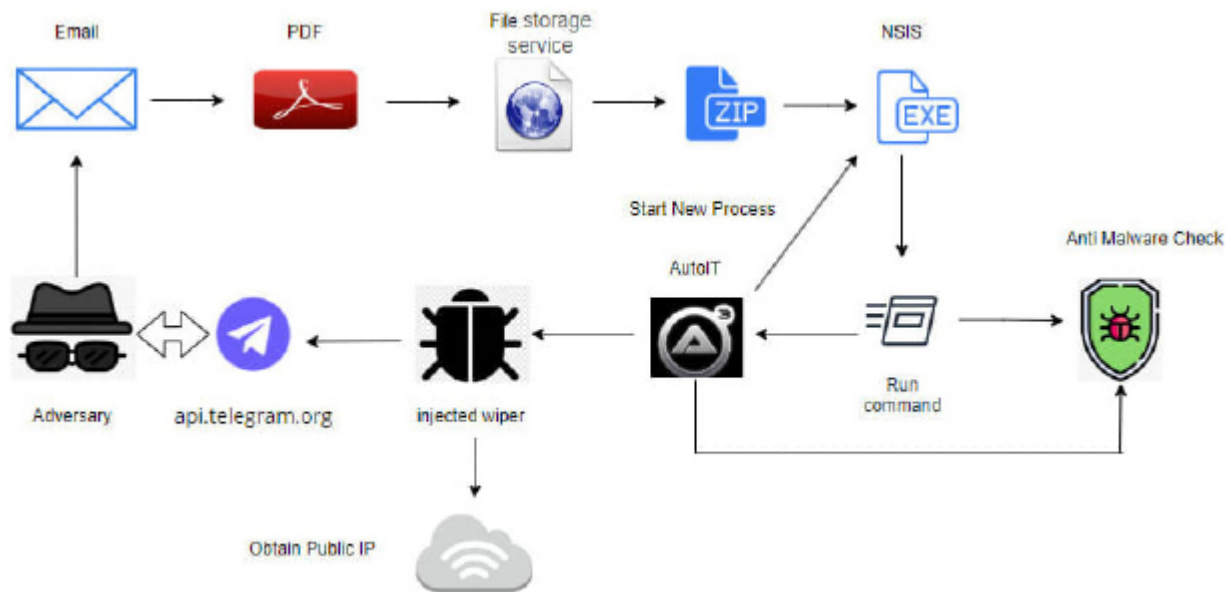 Email
PDF
File storage
service
NSIS
ZIP
EXE
Start New Process
Anti Malware Check
AutoIT
A3
Run
command
Adversary
api.telegram.org
injected wiper
Obtain Public IP